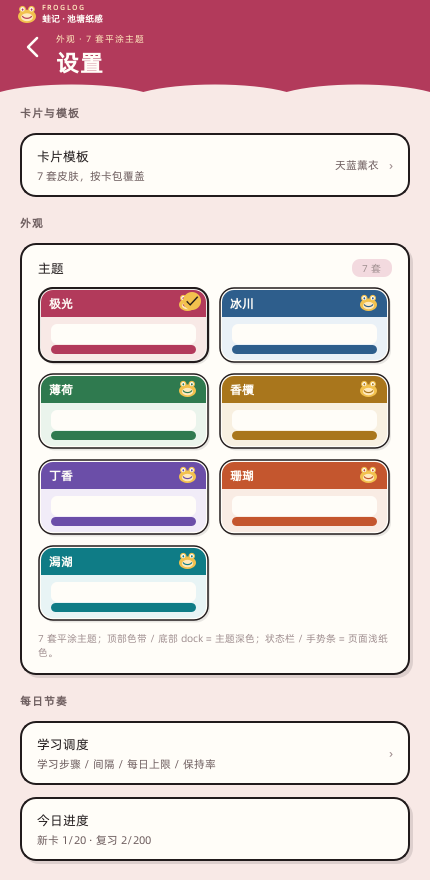 FROGLOG
蛙记 · 池塘纸感
外观 · 7 套平涂主题
设置
卡片与模板
卡片模板
7 套皮肤，按卡包覆盖
天蓝薰衣 ›
外观
主题
7 套
极光
冰川
薄荷
香檟
丁香
珊瑚
潟湖
7 套平涂主题；顶部色带 / 底部 dock = 主题深色；状态栏 / 手势条 = 页面浅纸
色。
每日节奏
学习调度
学习步骤 / 间隔 / 每日上限 / 保持率
›
今日进度
新卡 1/20 · 复习 2/200